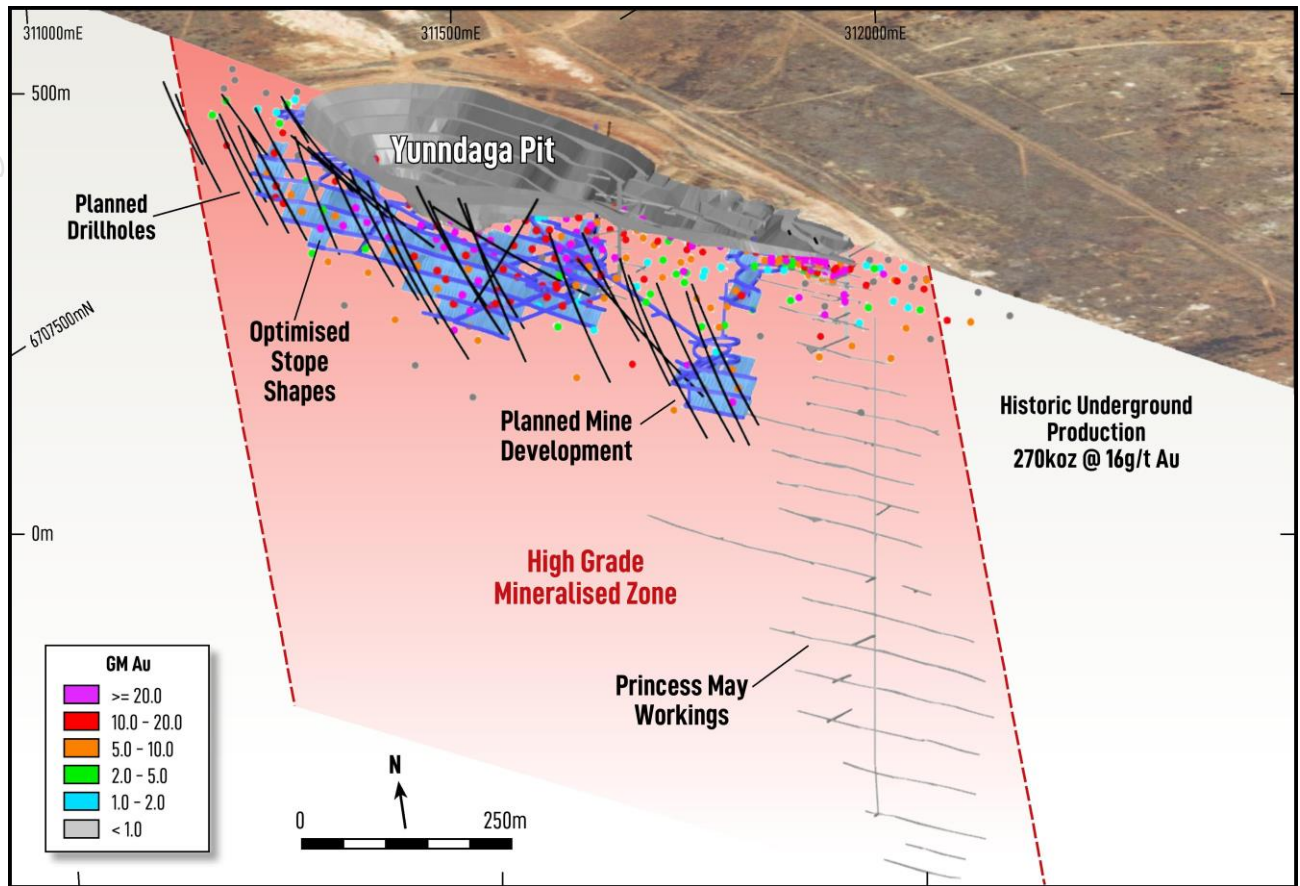 311000mE
311500mE
312000mE
500m
Yunndaga Pit
Planned
Drillholes
6707500mN
Optimised
Stope
Shapes
Planned Mine
Development
Historic Underground
Production
270koz @ 16g/t Au
0m
High Grade
Mineralised Zone
Princess May
Workings
GM Au
>= 20.0
10.0 - 20.0
5.0 - 10.0
2.0 - 5.0
1.0 - 2.0
< 1.0
N
0
250m